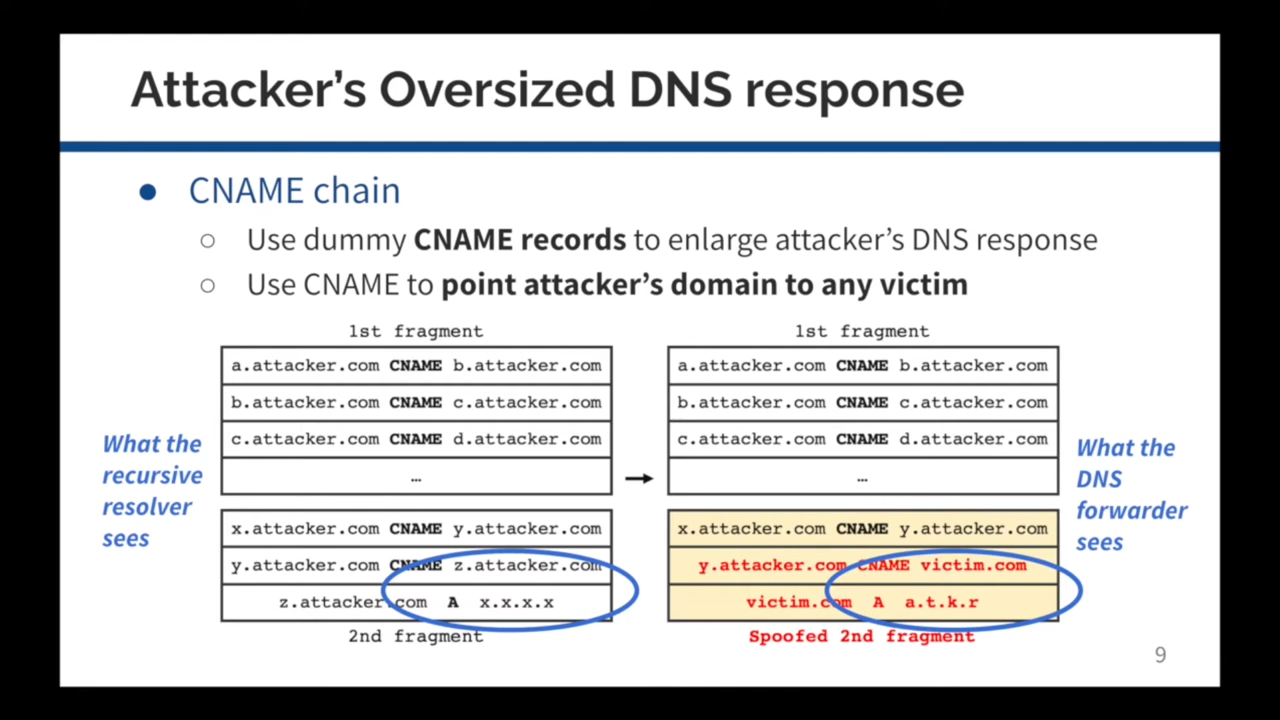 Attacker's Oversized DNS response
● CNAME chain
○ Use dummy CNAME records to enlarge attacker's DNS response
○ Use CNAME to point attacker's domain to any victim
1st fragment
a.attacker.com CNAME b.attacker.com
b.attacker.com CNAME c.attacker.com
c.attacker.com CNAME d.attacker.com
…
What the
recursive
resolver
sees
x.attacker.com CNAME y.attacker.com
y.attacker.com CNAME z.attacker.com
z.attacker.com A x.x.x.x
2nd fragment
1st fragment
a.attacker.com CNAME b.attacker.com
b.attacker.com CNAME c.attacker.com
c.attacker.com CNAME d.attacker.com
…
What the
DNS
forwarder
sees
x.attacker.com CNAME y.attacker.com
y.attacker.com CNAME victim.com
victim.com A a.t.k.r
Spoofed 2nd fragment
9